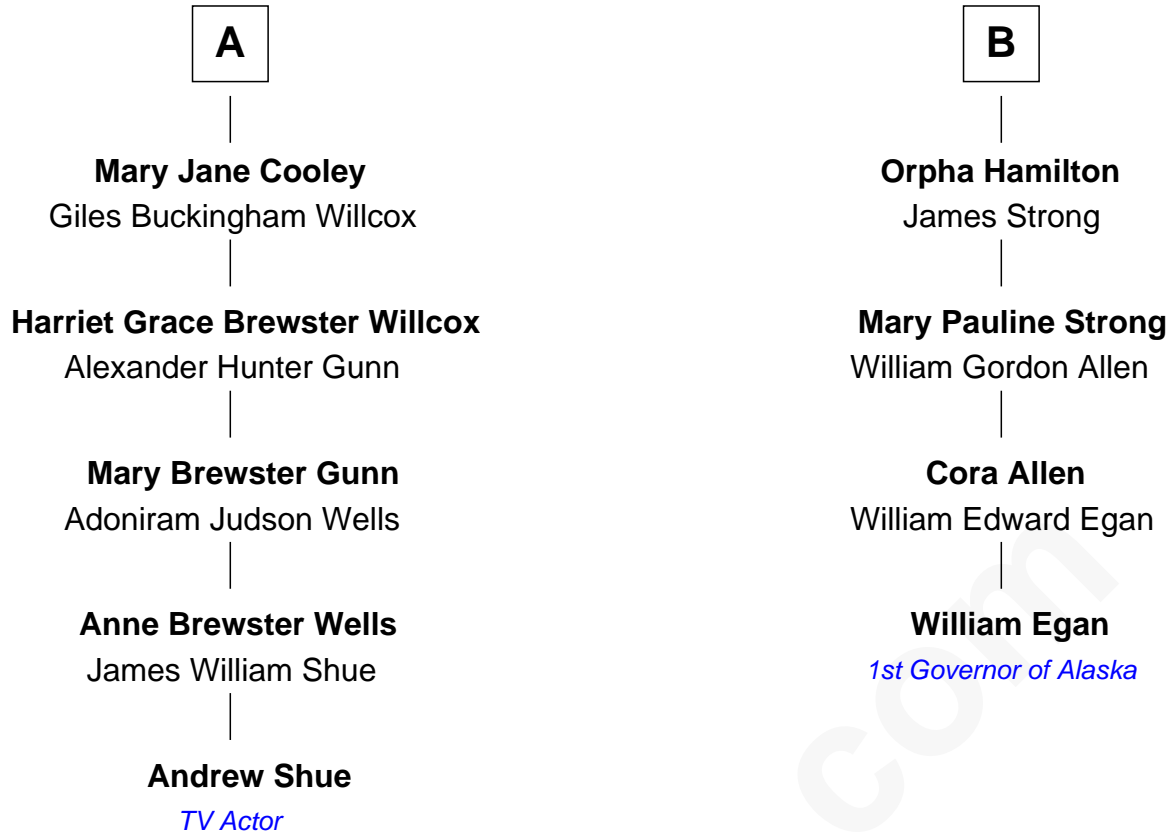 A
Mary Jane Cooley
Giles Buckingham Willcox
Harriet Grace Brewster Willcox
Alexander Hunter Gunn
Mary Brewster Gunn
Adoniram Judson Wells
Anne Brewster Wells
James William Shue
Andrew Shue
TV Actor
B
Orpha Hamilton
James Strong
Mary Pauline Strong
William Gordon Allen
Cora Allen
William Edward Egan
William Egan
1st Governor of Alaska
com